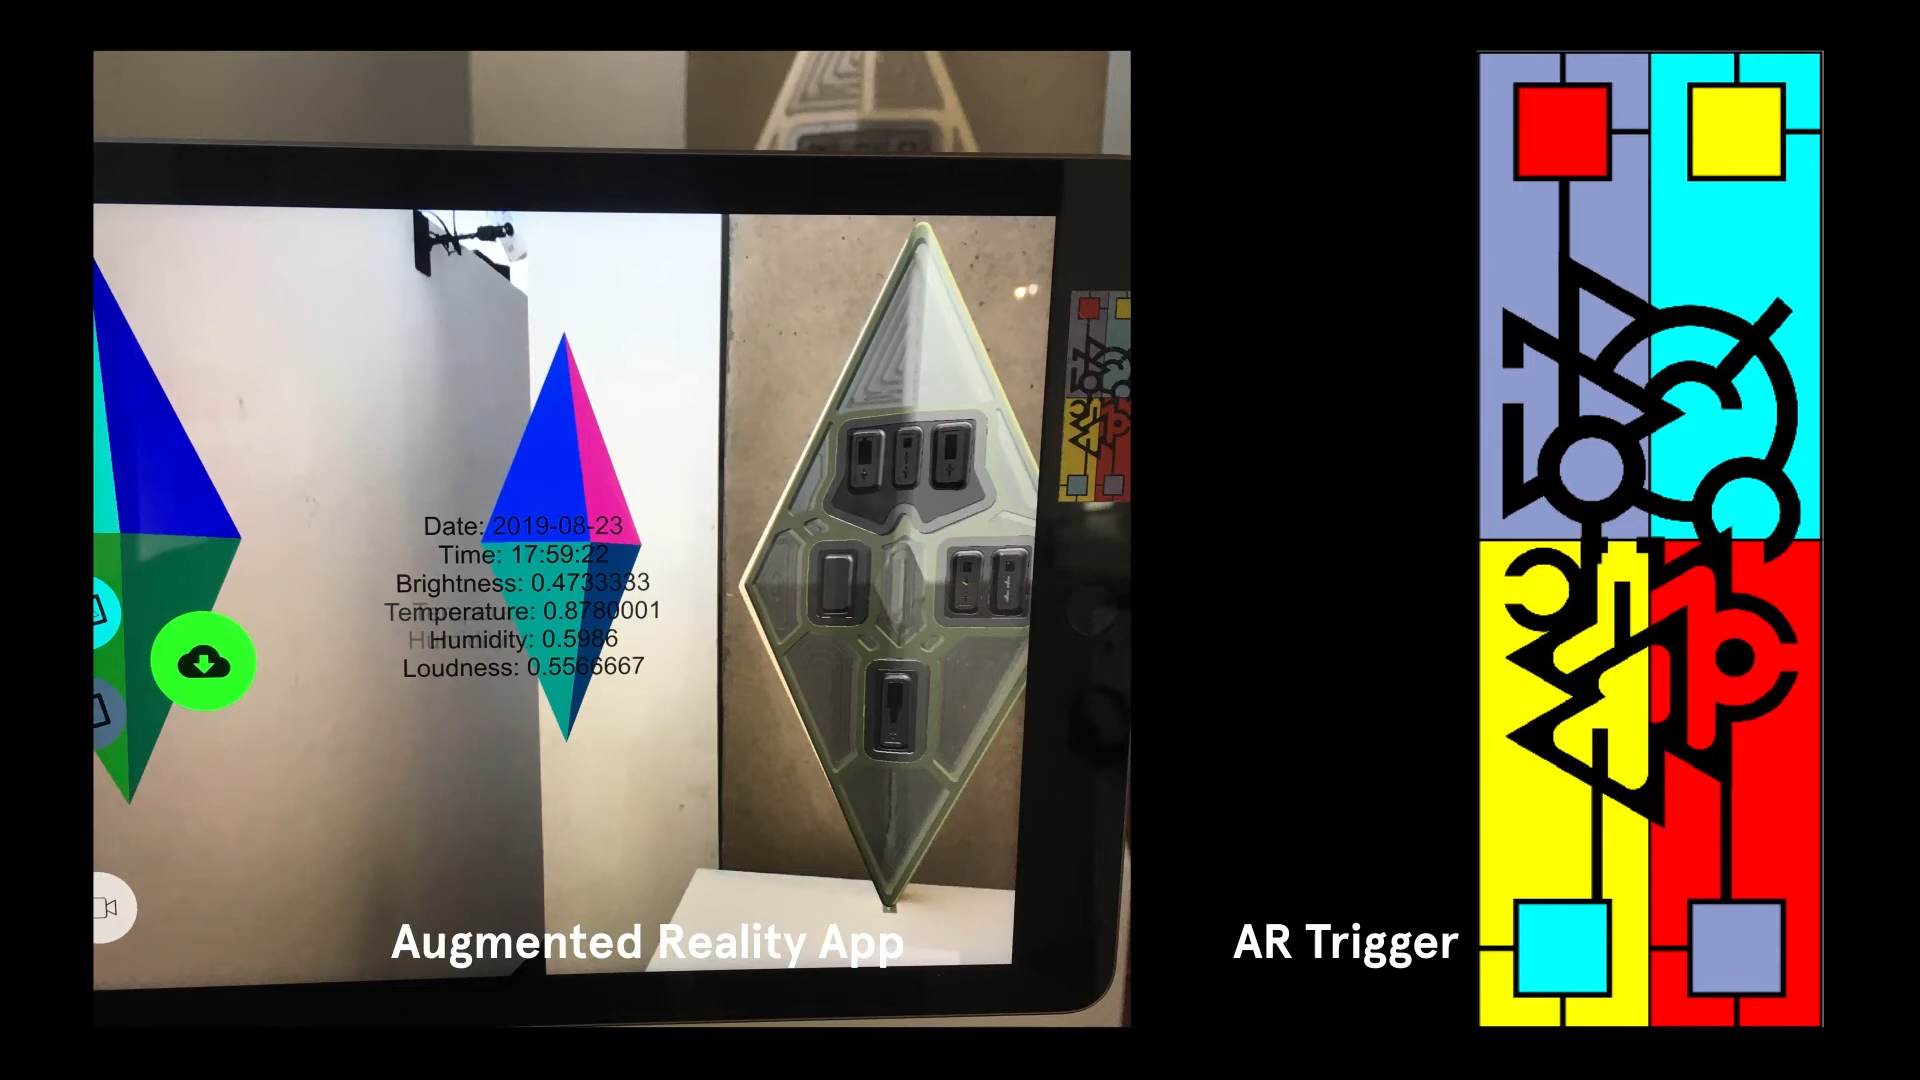 Date: 2019-08-23
Time: 17:59:22
Brightness: 0.4733333
Temperature: 0.8780001
Humidity: 0.5986
Loudness: 0.5566667
Augmented Reality App
AR Trigger